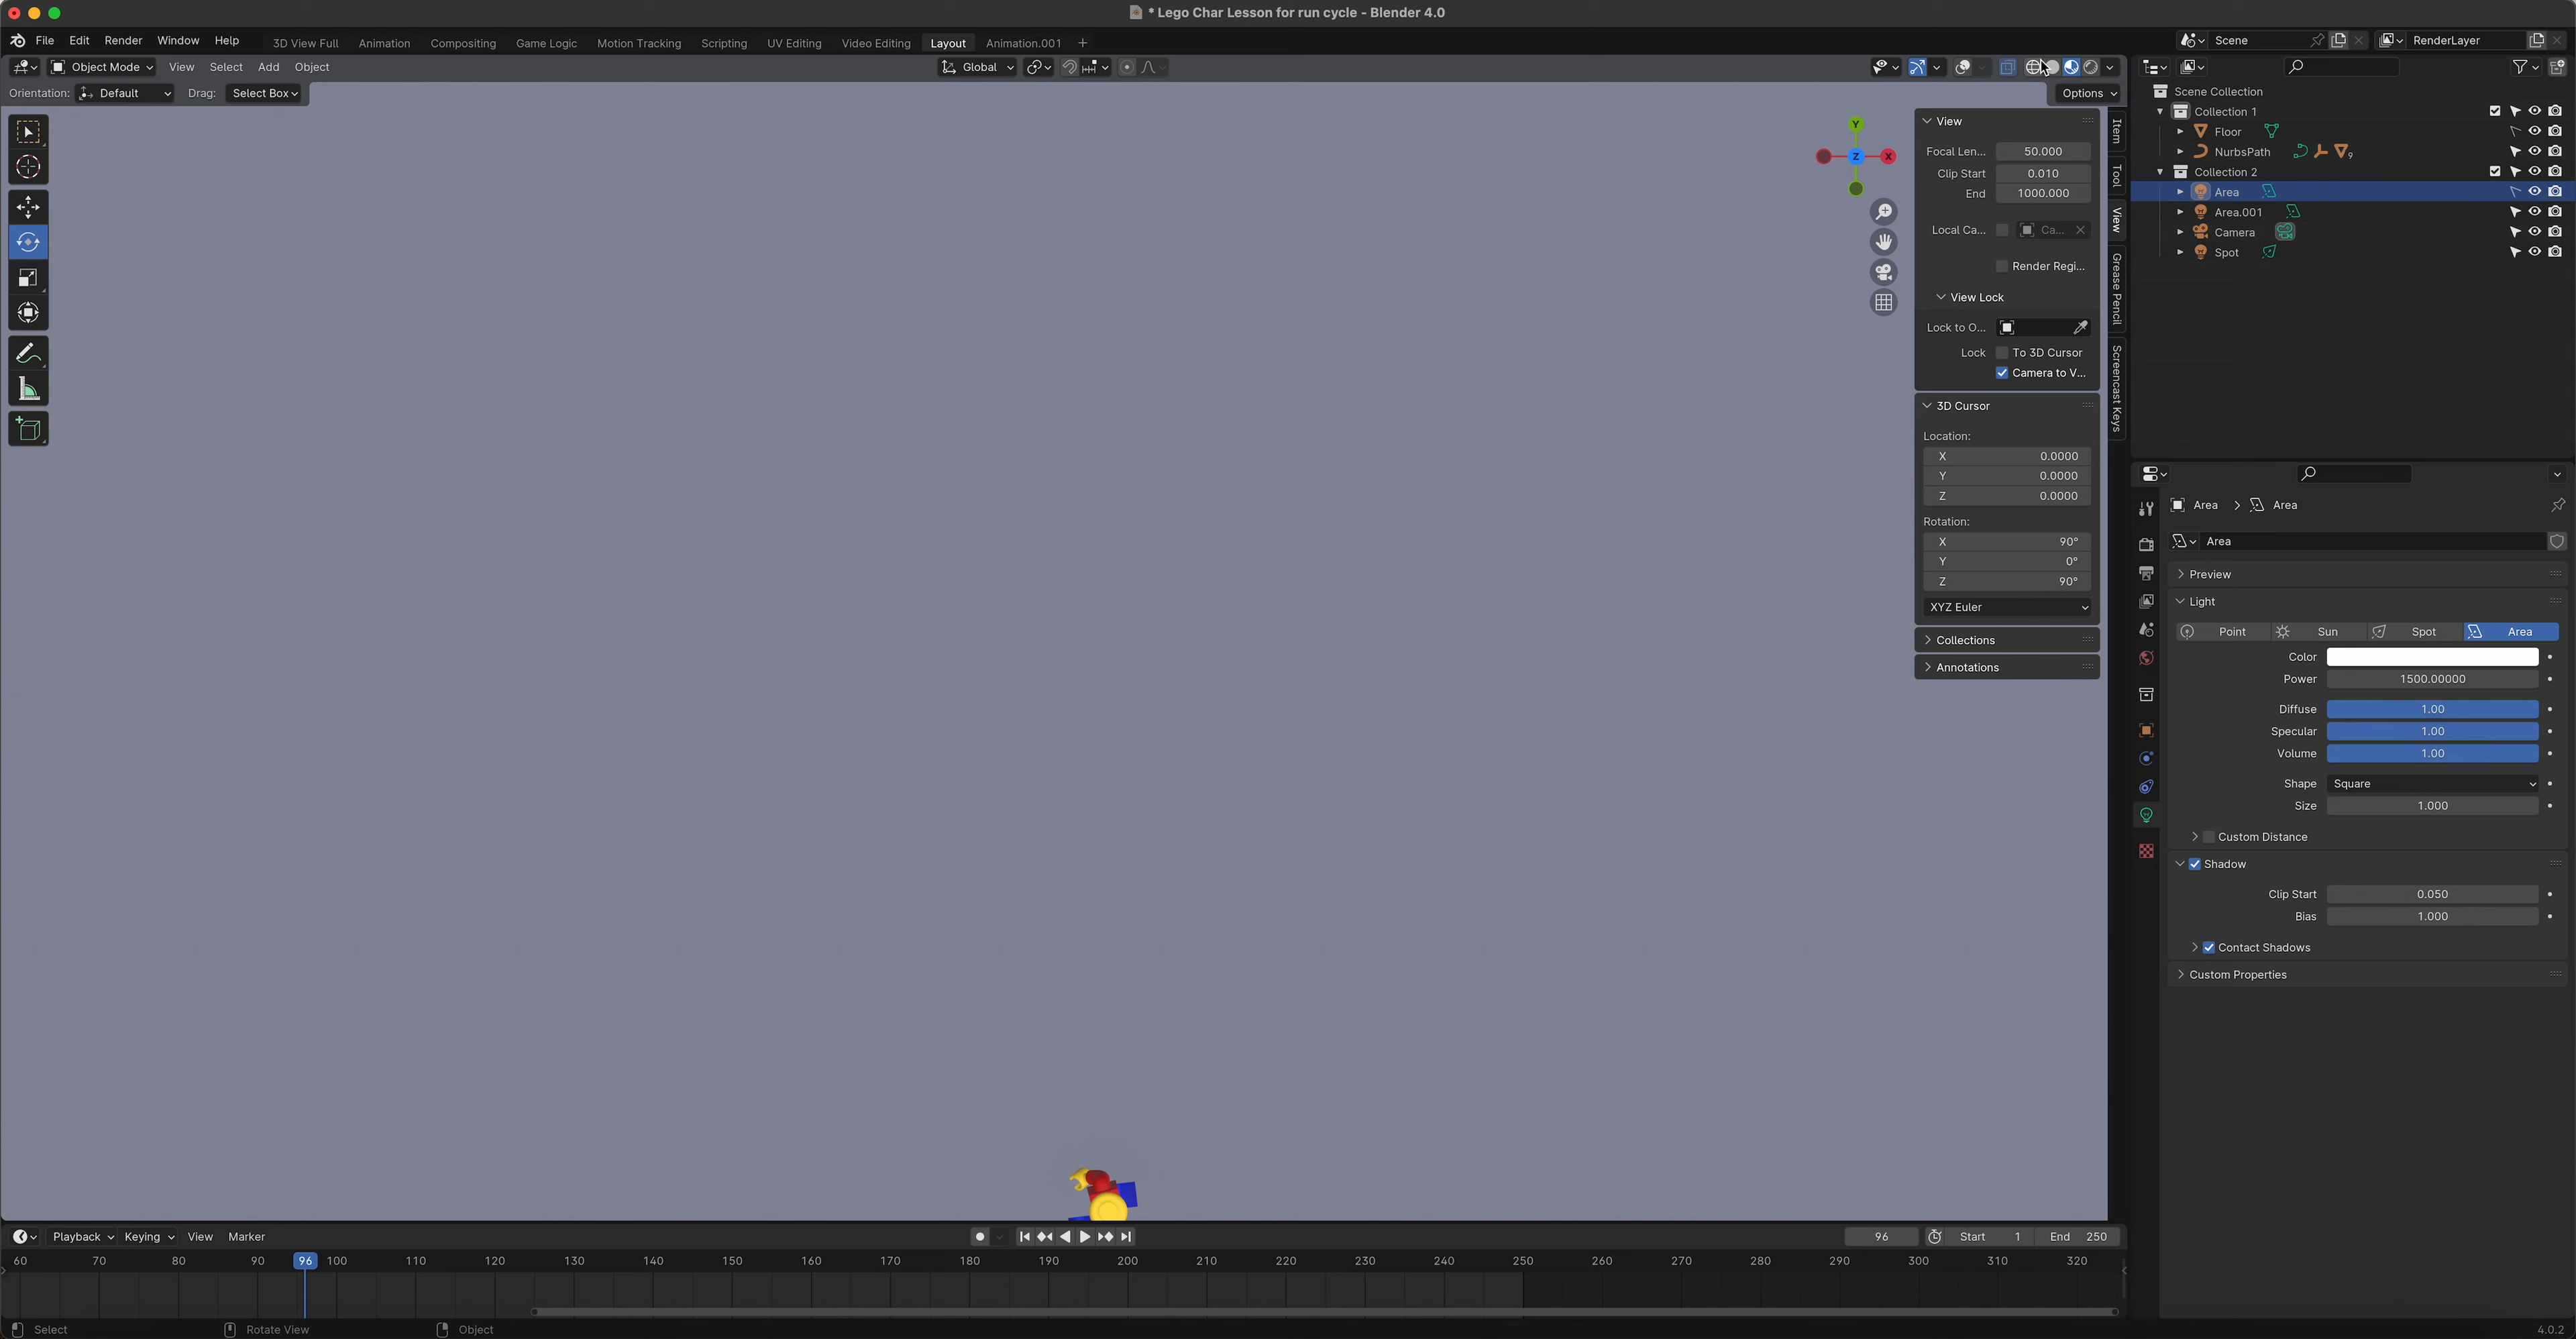 * Lego Char Lesson for run cycle - Blender 4.0
File Edit Render Window Help 3D View Full Animation Compositing Game Logic Motion Tracking Scripting UV Editing Video Editing Layout Animation.001 + Scene RenderLayer
Object Mode View Select Add Object Global
Orientation: Default Drag: Select Box Options
Scene Collection
Collection 1
Floor
NurbsPath 9
Collection 2
Area
Area.001
Camera
Spot
Y
Z X
View
Focal Len... 50.000
Clip Start 0.010
End 1000.000
Local Ca... Ca...
Render Regi...
View Lock
Lock to O...
Lock To 3D Cursor
Camera to V...
3D Cursor
Location:
X 0.0000
Y 0.0000
Z 0.0000
Rotation:
X 90°
Y 0°
Z 90°
XYZ Euler
Collections
Annotations
Item
Tool
View
Grease Pencil
Screencast Keys
Area Area
Area
Preview
Light
Point Sun Spot Area
Color
Power 1500.00000
Diffuse 1.00
Specular 1.00
Volume 1.00
Shape Square
Size 1.000
Custom Distance
Shadow
Clip Start 0.050
Bias 1.000
Contact Shadows
Custom Properties
Playback Keying View Marker 96 Start 1 End 250
60 70 80 90 96 100 110 120 130 140 150 160 170 180 190 200 210 220 230 240 250 260 270 280 290 300 310 320
Select Rotate View Object 4.0.2